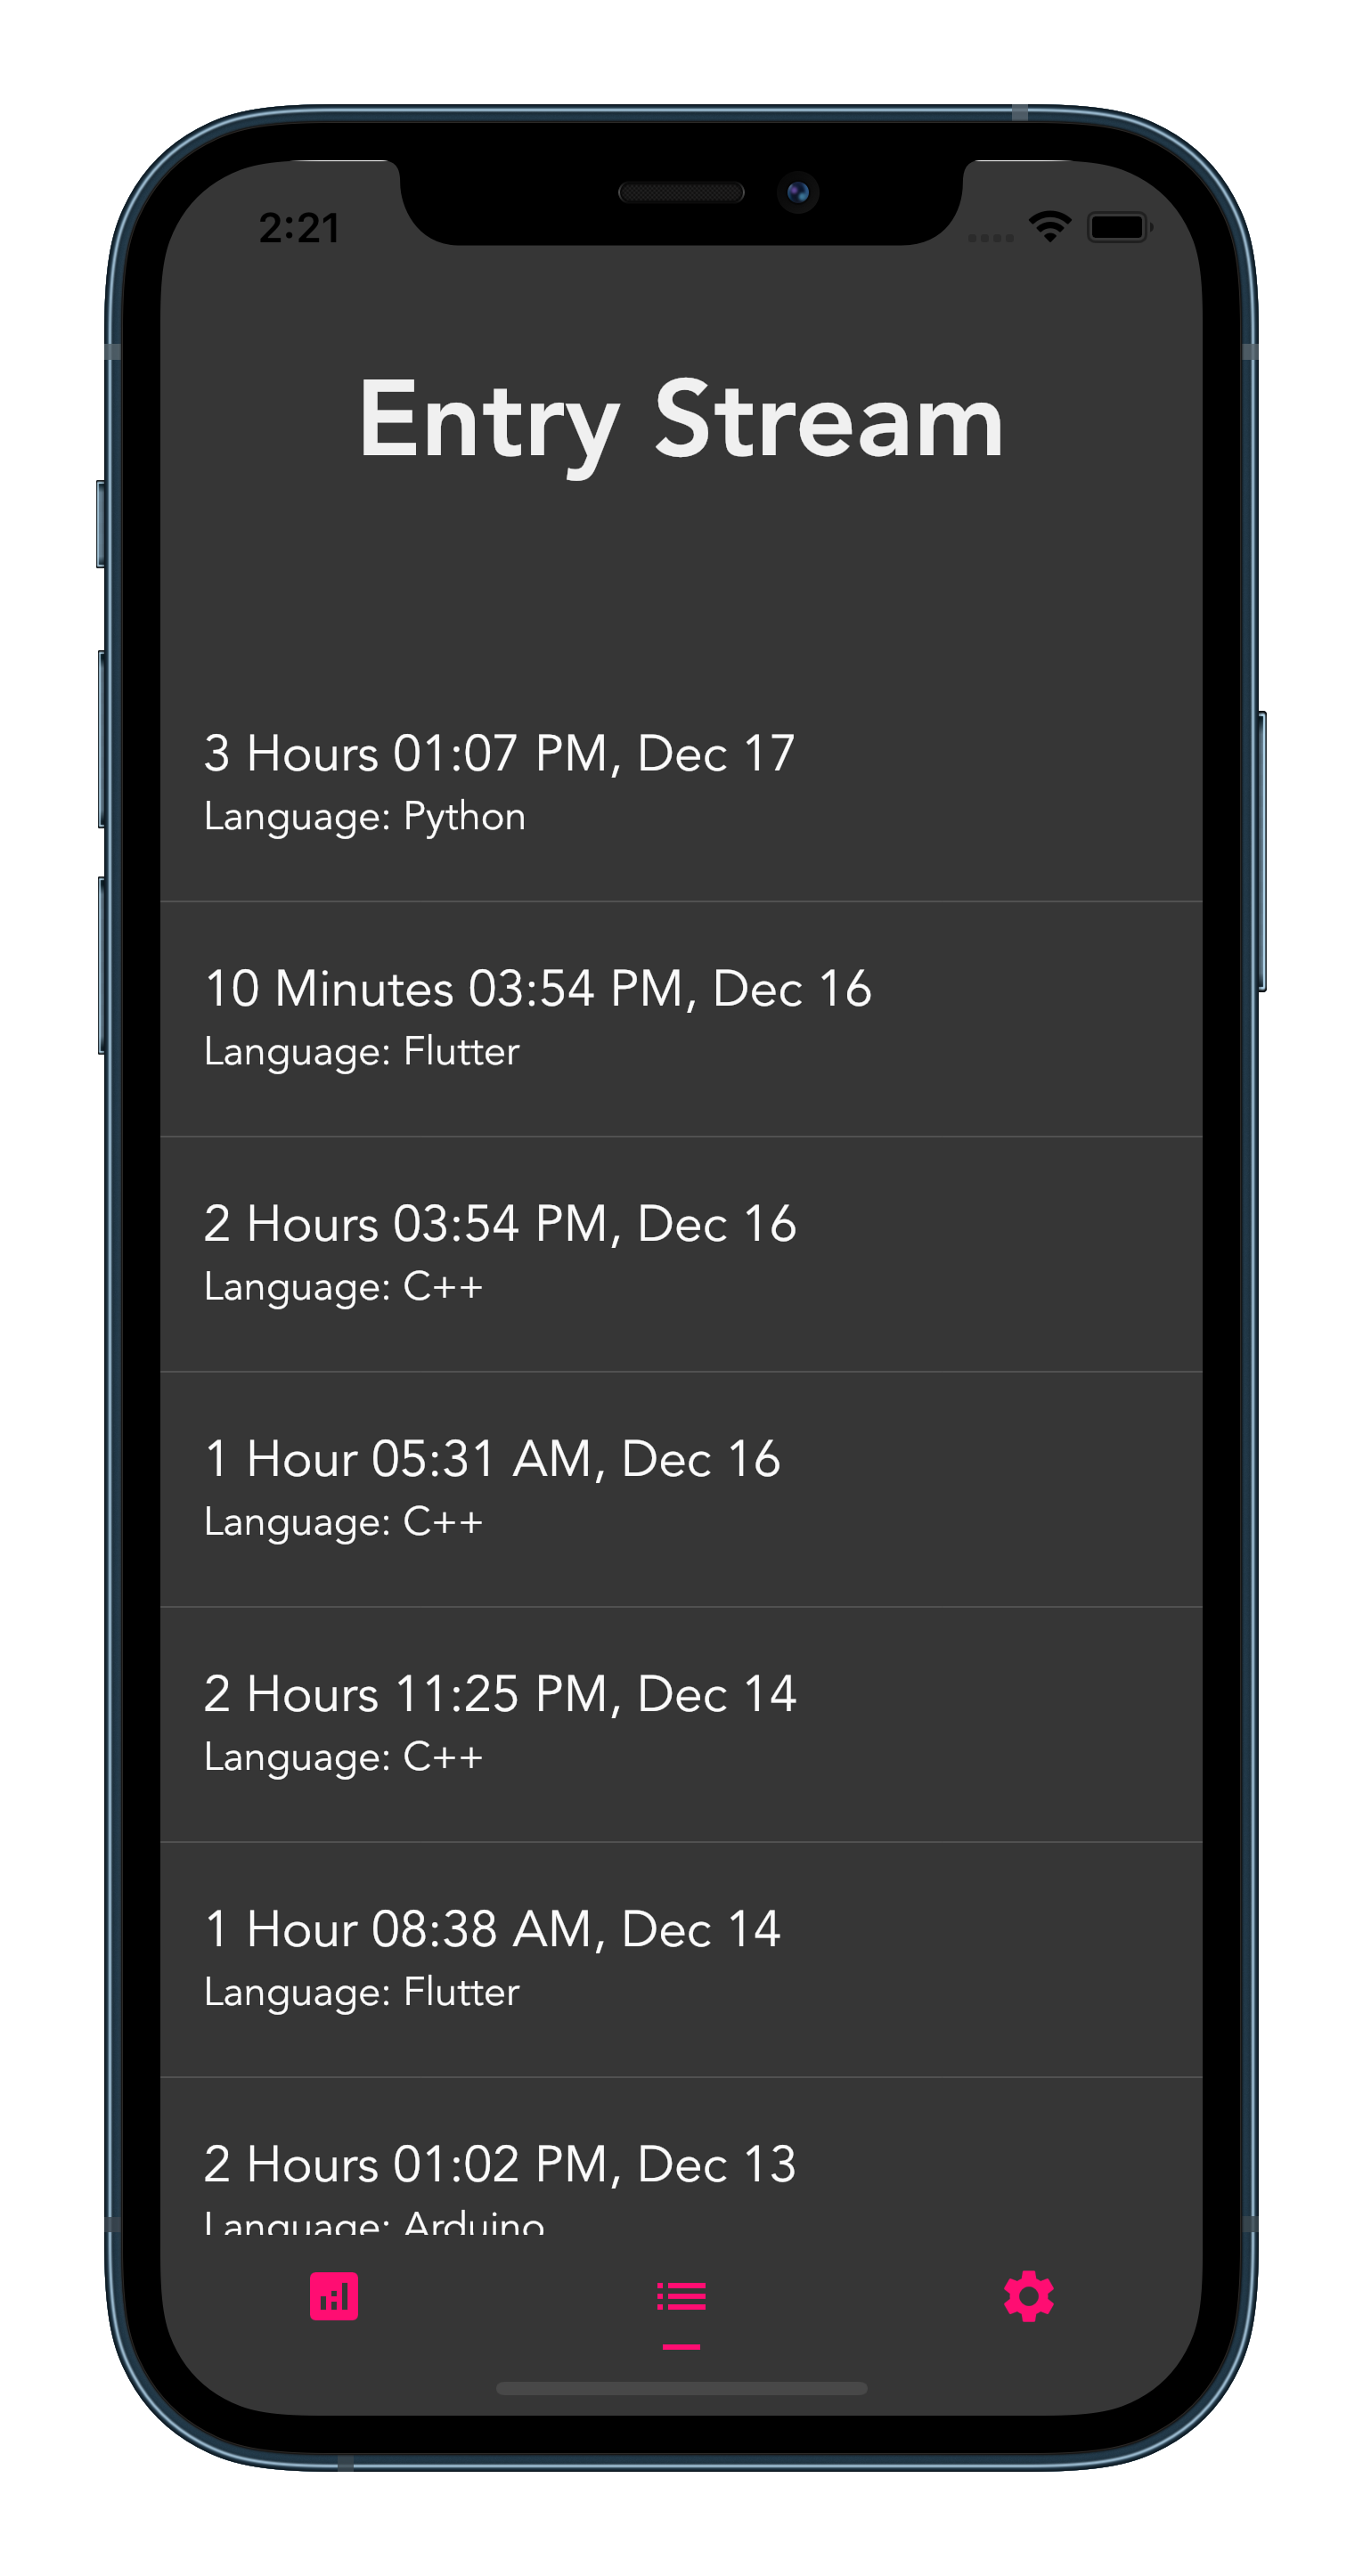 2:21
Entry Stream
3 Hours 01:07 PM, Dec 17
Language: Python
10 Minutes 03:54 PM, Dec 16
Language: Flutter
2 Hours 03:54 PM, Dec 16
Language: C++
1 Hour 05:31 AM, Dec 16
Language: C++
2 Hours 11:25 PM, Dec 14
Language: C++
1 Hour 08:38 AM, Dec 14
Language: Flutter
2 Hours 01:02 PM, Dec 13
Language: Arduino